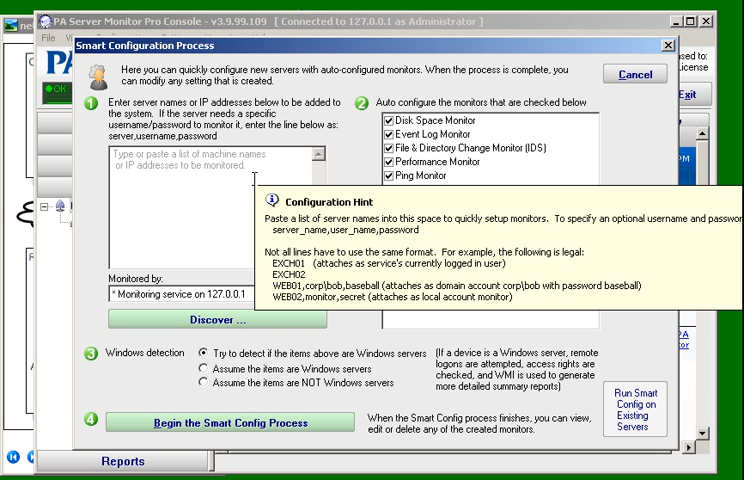 PA Server Monitor Pro Console - v3.9.99.109 [ Connected to 127.0.0.1 as Administrator ]
File
Smart Configuration Process
Here you can quickly configure new servers with auto-configured monitors. When the process is complete, you
can modify any setting that is created.
Cancel
OK
Exit
1 Enter server names or IP addresses below to be added to
the system. If the server needs a specific
username/password to monitor it, enter the line below as:
server,username,password
Type or paste a list of machine names
or IP addresses to be monitored.
2 Auto configure the monitors that are checked below
Disk Space Monitor
Event Log Monitor
File & Directory Change Monitor (IDS)
Performance Monitor
Ping Monitor
Configuration Hint
Paste a list of server names into this space to quickly setup monitors. To specify an optional username and passwor
server_name,user_name,password
Not all lines have to use the same format. For example, the following is legal:
EXCH01 (attaches as service's currently logged in user)
EXCH02
WEB01,corp\bob,baseball (attaches as domain account corp\bob with password baseball)
WEB02,monitor,secret (attaches as local account monitor)
Monitored by:
* Monitoring service on 127.0.0.1
Discover ...
3 Windows detection
Try to detect if the items above are Windows servers
Assume the items are Windows servers
Assume the items are NOT Windows servers
(If a device is a Windows server, remote
logons are attempted, access rights are
checked, and WMI is used to generate
more detailed summary reports)
Run Smart
Config on
Existing
Servers
4 Begin the Smart Config Process
When the Smart Config process finishes, you can view,
edit or delete any of the created monitors.
Reports